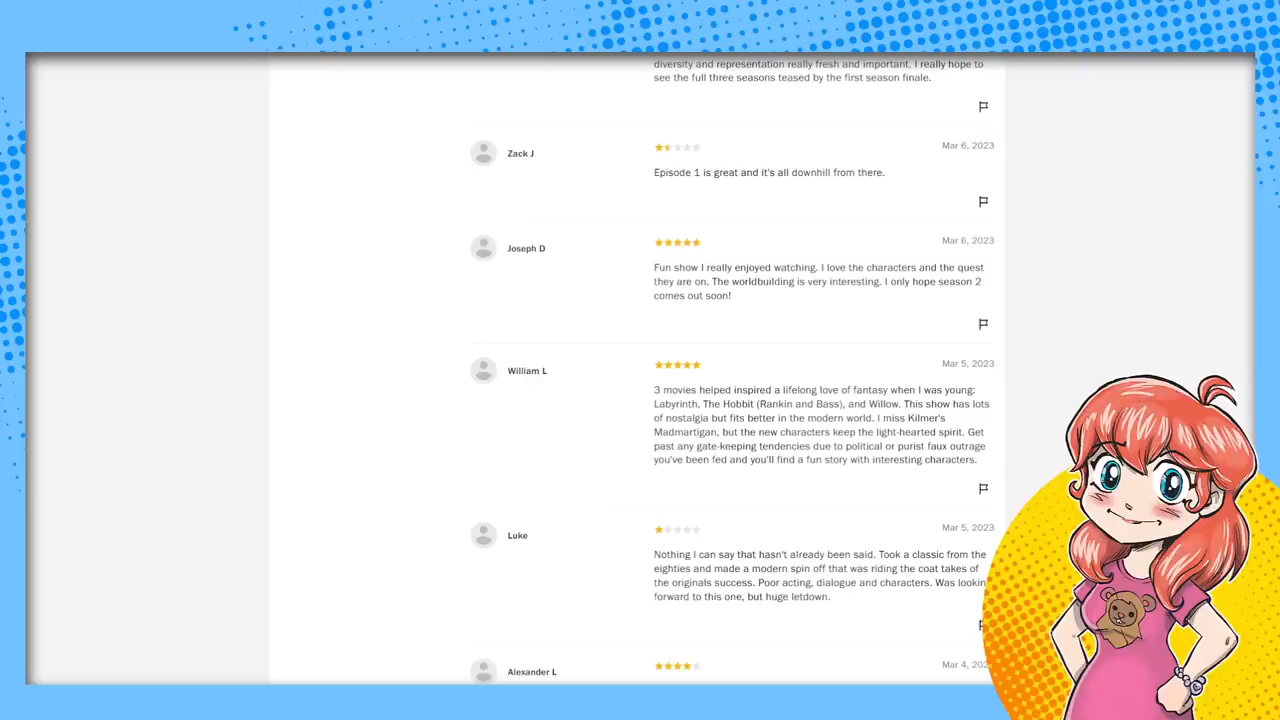 diversity and representation really fresh and important. I really hope to
see the full three seasons teased by the first season finale.
Zack J
Mar 6, 2023
Episode 1 is great and it's all downhill from there.
Joseph D
Mar 6, 2023
Fun show I really enjoyed watching. I love the characters and the quest
they are on. The worldbuilding is very interesting. I only hope season 2
comes out soon!
William L
Mar 5, 2023
3 movies helped inspired a lifelong love of fantasy when I was young;
Labyrinth, The Hobbit (Rankin and Bass), and Willow. This show has lots
of nostalgia but fits better in the modern world. I miss Kilmer's
Madmartigan, but the new characters keep the light-hearted spirit. Get
past any gate-keeping tendencies due to political or purist faux outrage
you've been fed and you'll find a fun story with interesting characters.
Luke
Mar 5, 2023
Nothing I can say that hasn't already been said. Took a classic from the
eighties and made a modern spin off that was riding the coat takes of
the originals success. Poor acting, dialogue and characters. Was lookin
forward to this one, but huge letdown.
Alexander L
Mar 4, 202